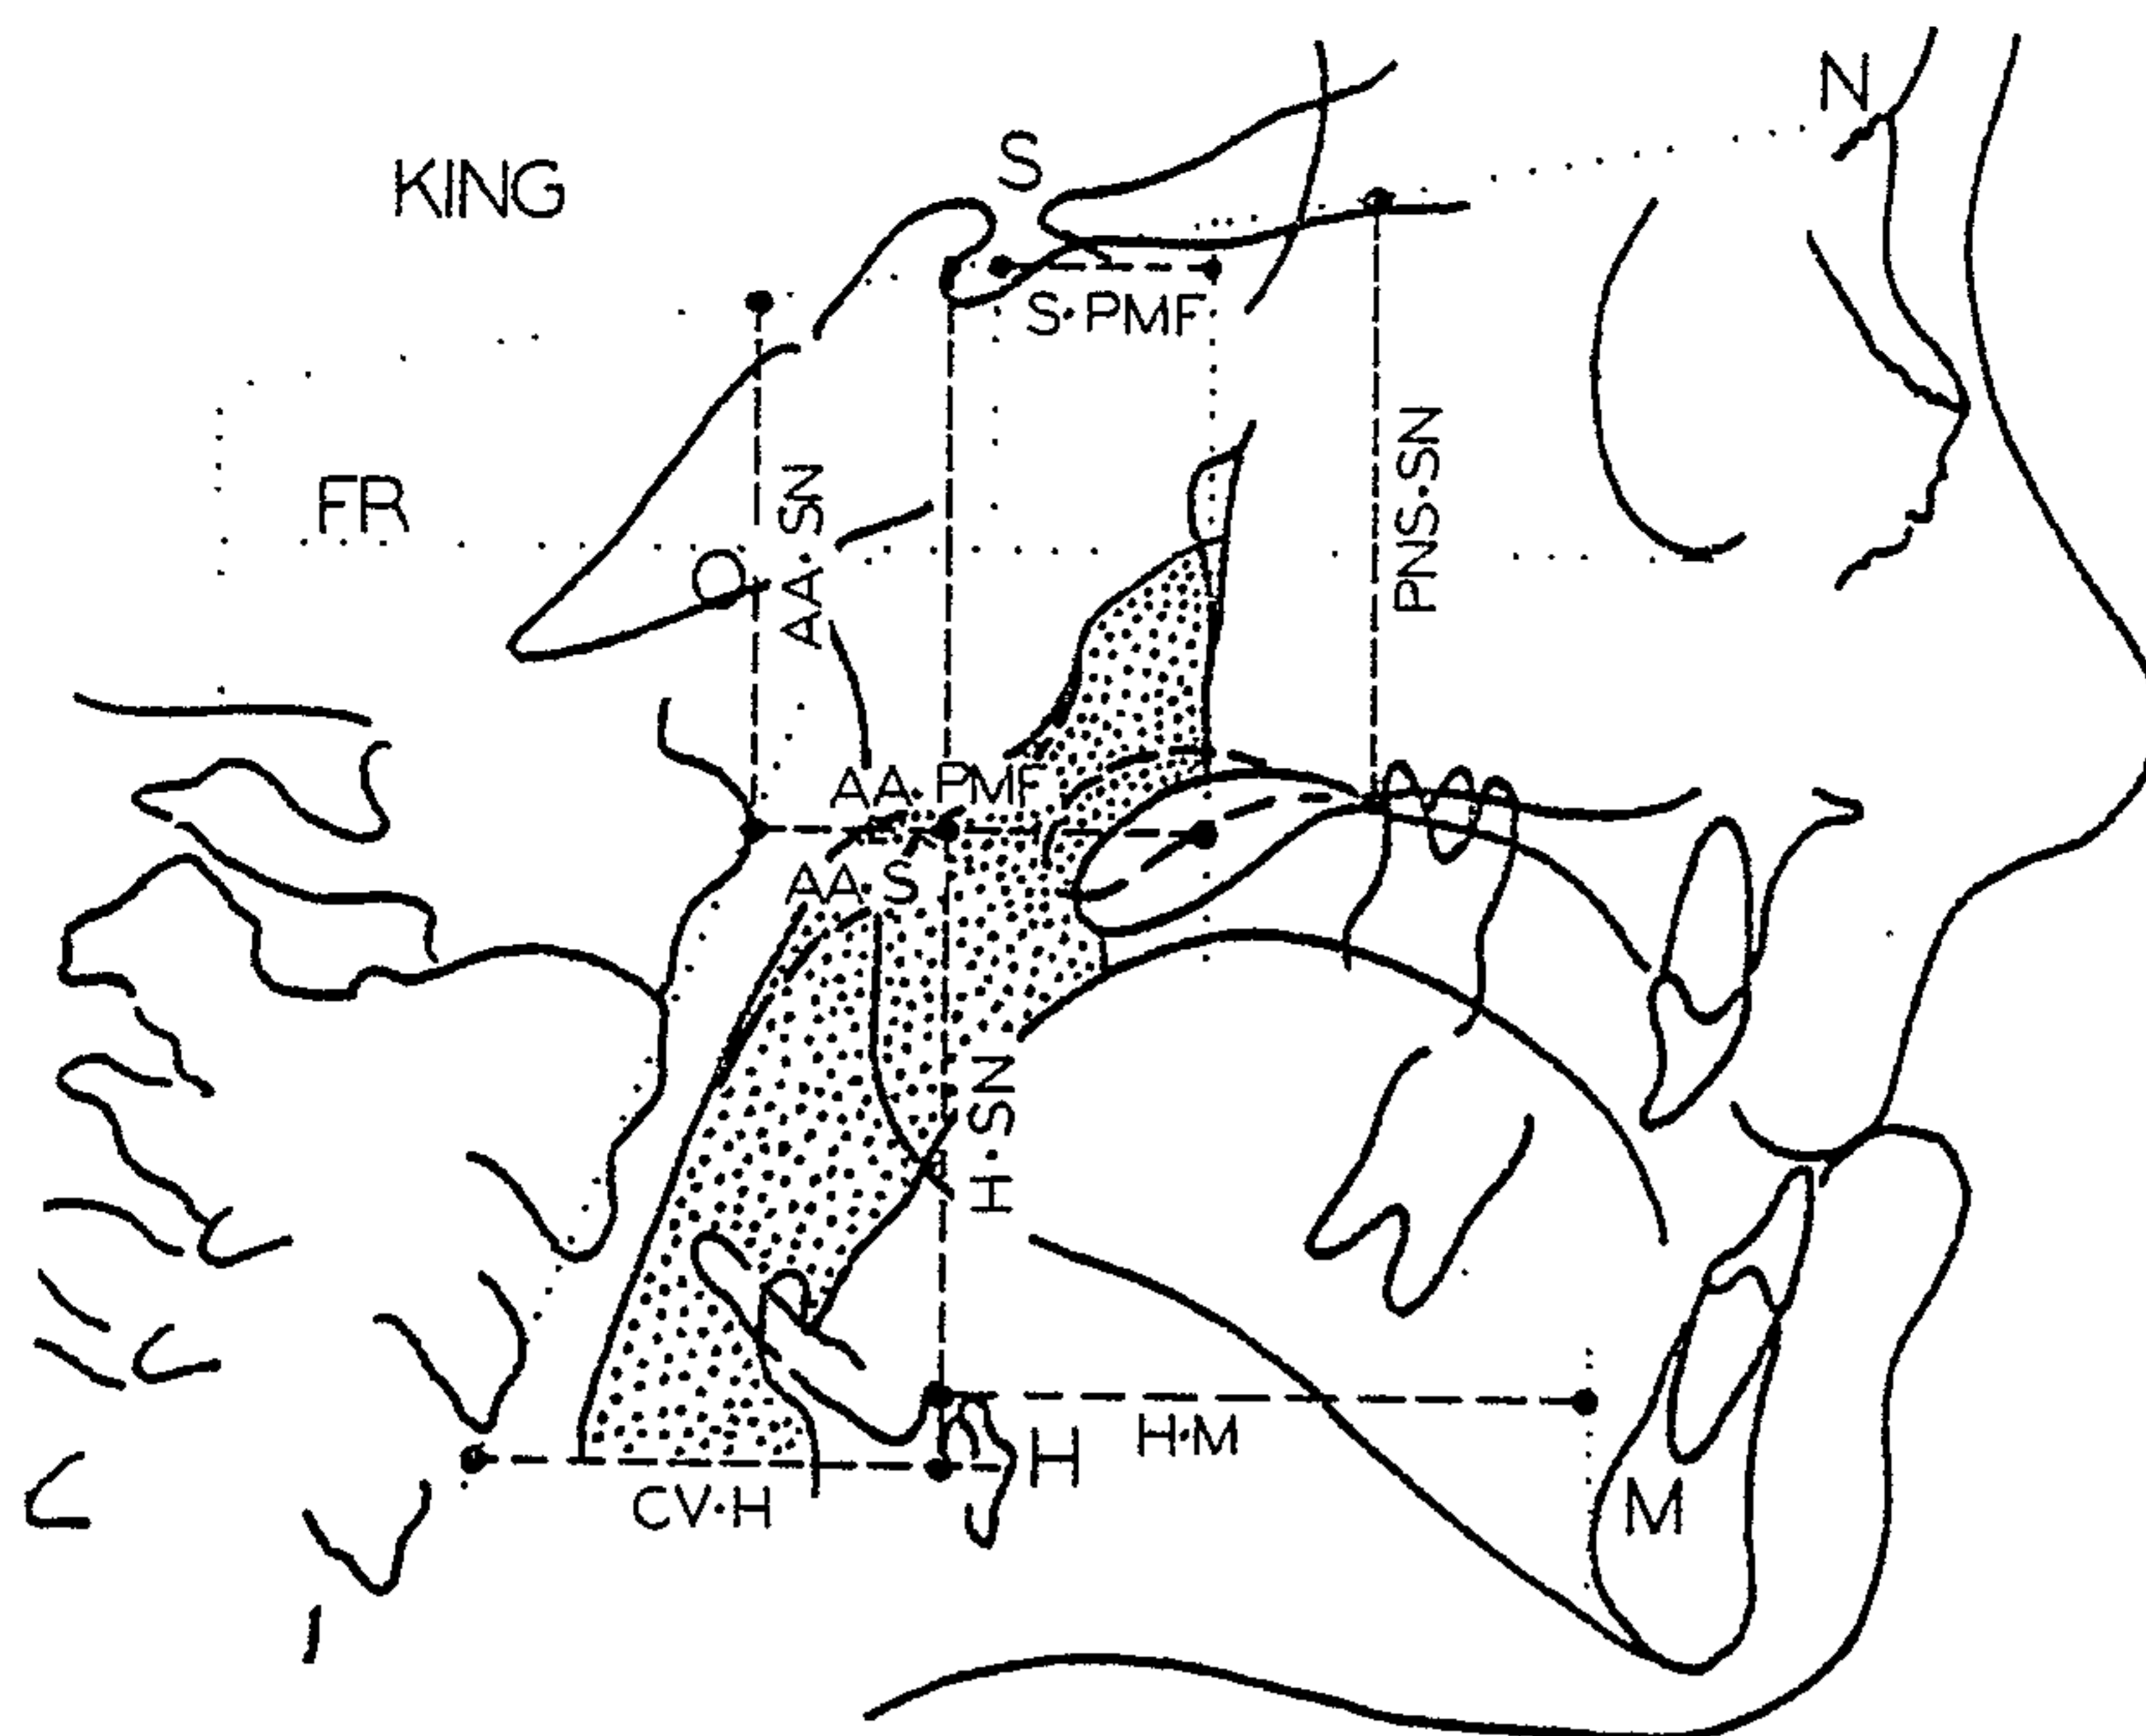 N
S
KING
S·PMF
FR
AA·SN
PNS·SN
AA·PMF
AA·S
H·SN
H·M
H
CV·H
M